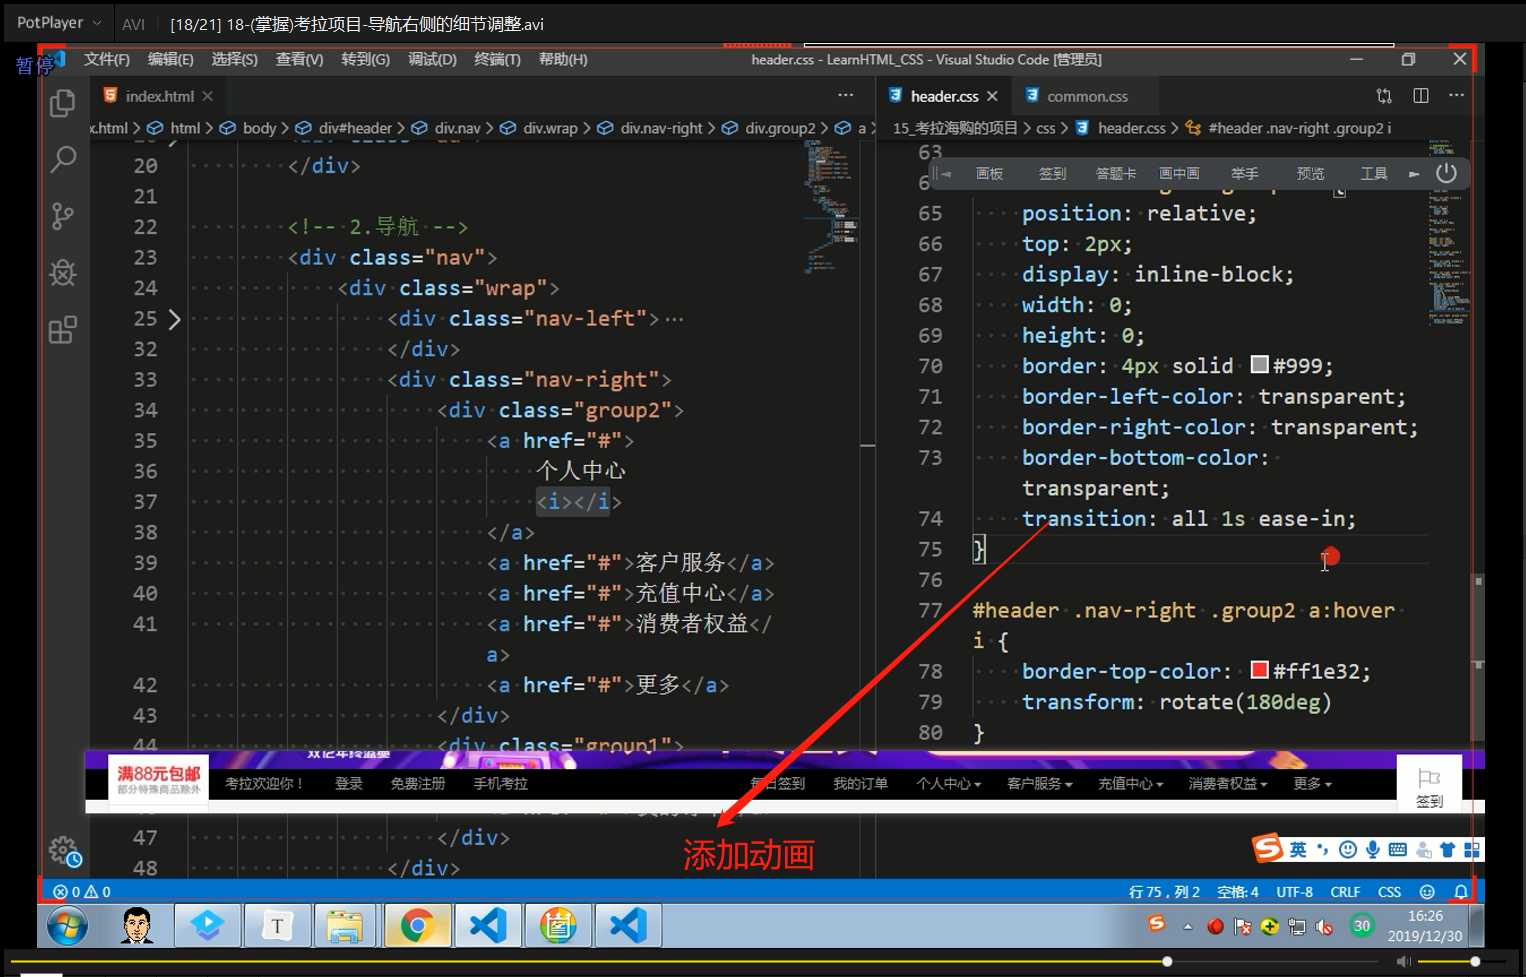 PotPlayer
AVI
[18/21] 18-(掌握)考拉项目-导航右侧的细节调整.avi
暂停
文件(F) 编辑(E) 选择(S) 查看(V) 转到(G) 调试(D) 终端(T) 帮助(H)
header.css - LearnHTML_CSS - Visual Studio Code [管理员]
index.html
header.css
common.css
x.html > html > body > div#header > div.nav > div.wrap > div.nav-right > div.group2 > a >
15_考拉海购的项目 > css > header.css > #header .nav-right .group2 i
画板 签到 答题卡 画中画 举手 预览 工具
20 </div>
21
22 <!-- 2.导航 -->
23 <div class="nav">
24 <div class="wrap">
25 <div class="nav-left">···
32 </div>
33 <div class="nav-right">
34 <div class="group2">
35 <a href="#">
36 个人中心
37 <i></i>
38 </a>
39 <a href="#">客户服务</a>
40 <a href="#">充值中心</a>
41 <a href="#">消费者权益</
a>
42 <a href="#">更多</a>
43 </div>
44 <div class="group1">
47 </div>
48 </div>
63
65 position: relative;
66 top: 2px;
67 display: inline-block;
68 width: 0;
69 height: 0;
70 border: 4px solid #999;
71 border-left-color: transparent;
72 border-right-color: transparent;
73 border-bottom-color:
transparent;
74 transition: all 1s ease-in;
75 }
76
77 #header .nav-right .group2 a:hover
i {
78 border-top-color: #ff1e32;
79 transform: rotate(180deg)
80 }
满88元包邮
部分特殊商品除外
考拉欢迎你！ 登录 免费注册 手机考拉
每日签到 我的订单 个人中心 客户服务 充值中心 消费者权益 更多
签到
添加动画
英
0 0
行 75，列 2 空格: 4 UTF-8 CRLF CSS
T
30
16:26
2019/12/30